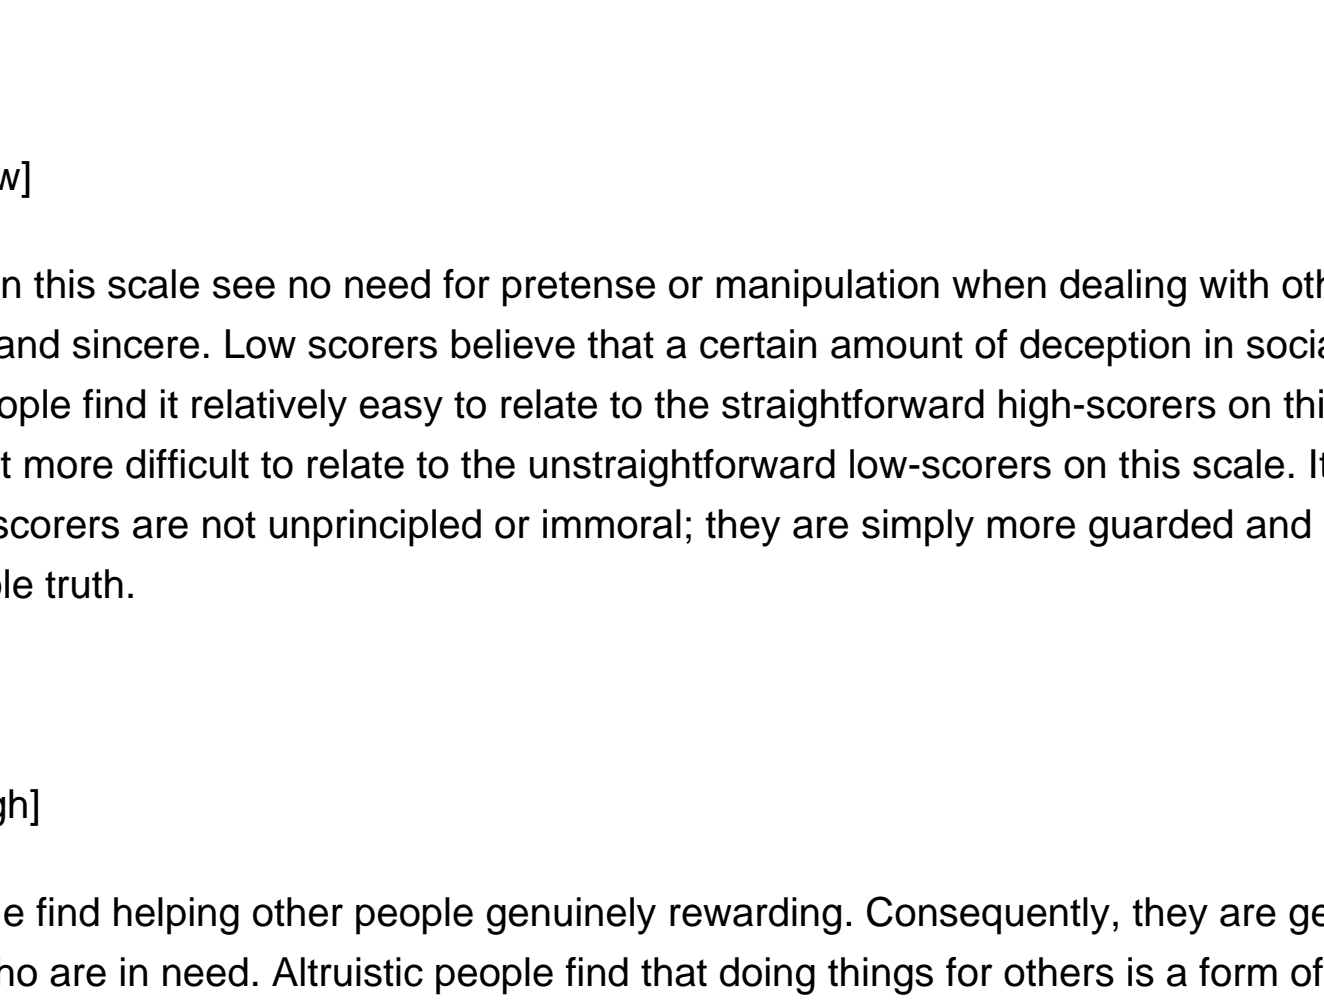 w]
n this scale see no need for pretense or manipulation when dealing with oth
and sincere. Low scorers believe that a certain amount of deception in socia
ople find it relatively easy to relate to the straightforward high-scorers on thi
t more difficult to relate to the unstraightforward low-scorers on this scale. It
scorers are not unprincipled or immoral; they are simply more guarded and
le truth.
gh]
e find helping other people genuinely rewarding. Consequently, they are ge
ho are in need. Altruistic people find that doing things for others is a form of